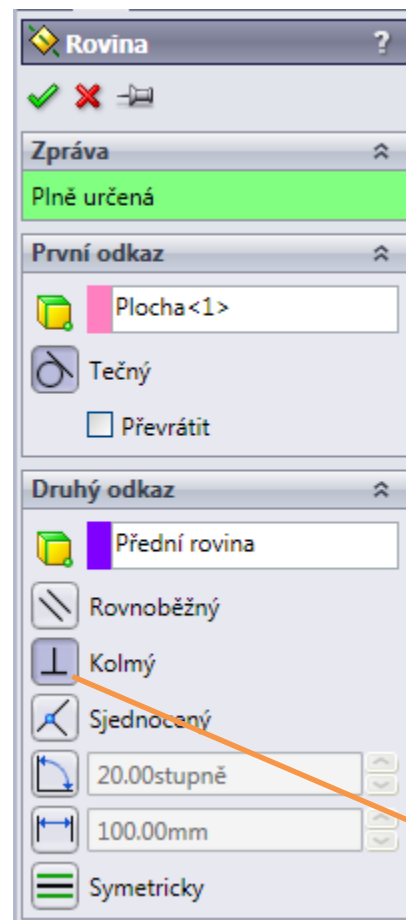 Rovina ?
Zpráva
Plně určená
První odkaz
Plocha<1>
Tečný
Převrátit
Druhý odkaz
Přední rovina
Rovnoběžný
Kolmý
Sjednocený
20.00stupně
100.00mm
Symetricky